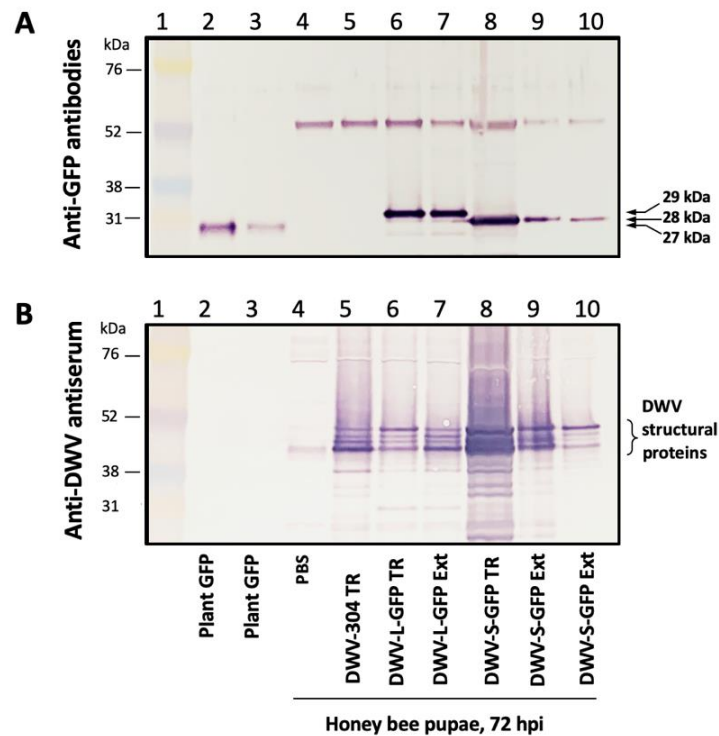 A
1 2 3 4 5 6 7 8 9 10
Anti-GFP antibodies
kDa
76
52
38
31
29 kDa
28 kDa
27 kDa
B
1 2 3 4 5 6 7 8 9 10
Anti-DWV antiserum
kDa
76
52
38
31
DWV
structural
proteins
Plant GFP
Plant GFP
PBS
DWV-304 TR
DWV-L-GFP TR
DWV-L-GFP Ext
DWV-S-GFP TR
DWV-S-GFP Ext
DWV-S-GFP Ext
Honey bee pupae, 72 hpi